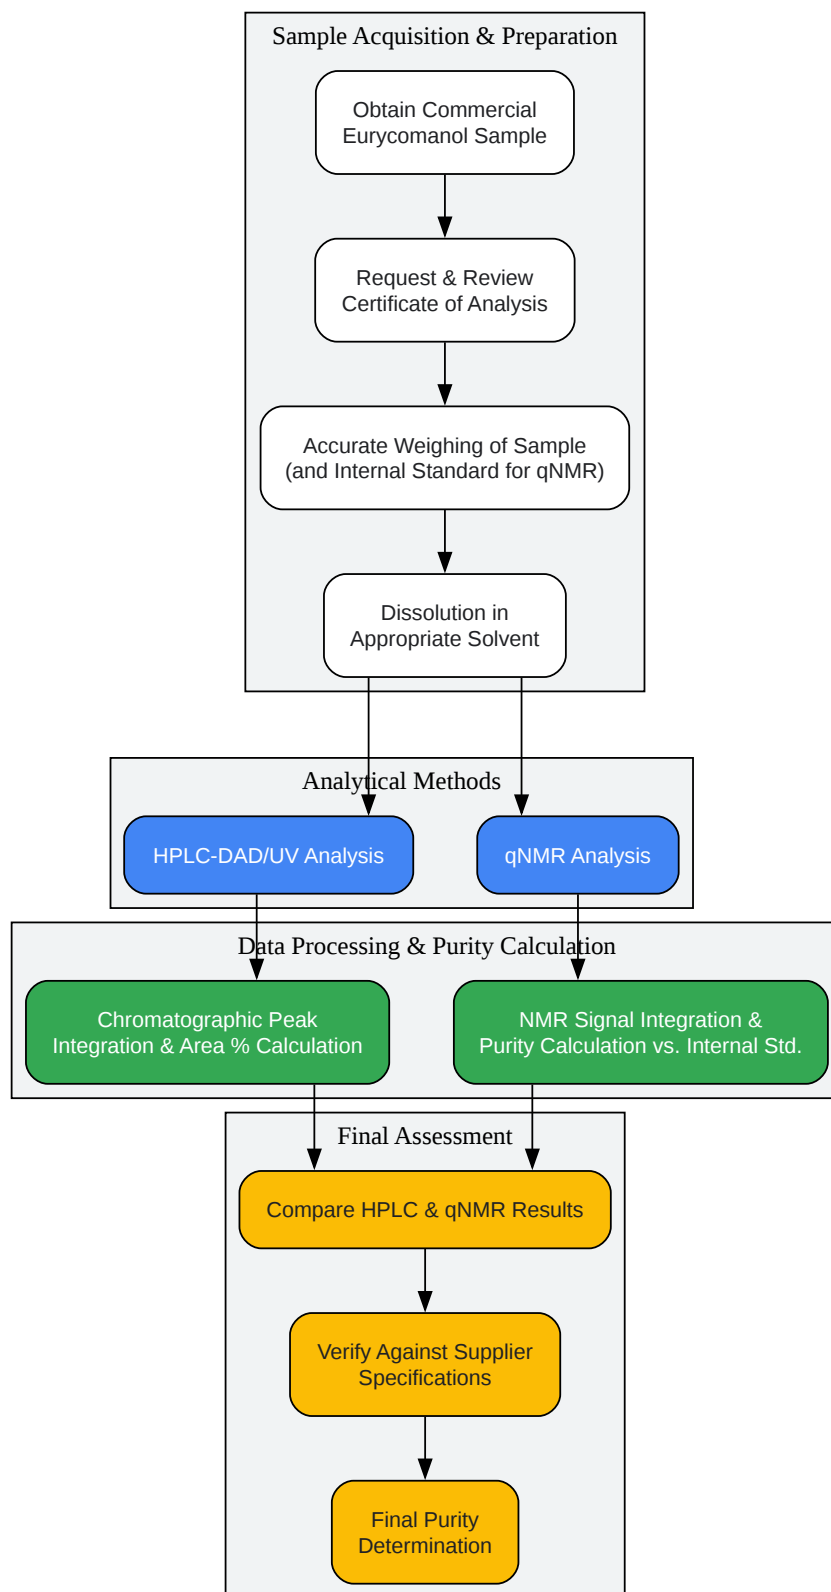 Sample Acquisition & Preparation
Obtain Commercial
Eurycomanol Sample
Request & Review
Certificate of Analysis
Accurate Weighing of Sample
(and Internal Standard for qNMR)
Dissolution in
Appropriate Solvent
Analytical Methods
HPLC-DAD/UV Analysis
qNMR Analysis
Data Processing & Purity Calculation
Chromatographic Peak
Integration & Area % Calculation
NMR Signal Integration &
Purity Calculation vs. Internal Std.
Final Assessment
Compare HPLC & qNMR Results
Verify Against Supplier
Specifications
Final Purity
Determination